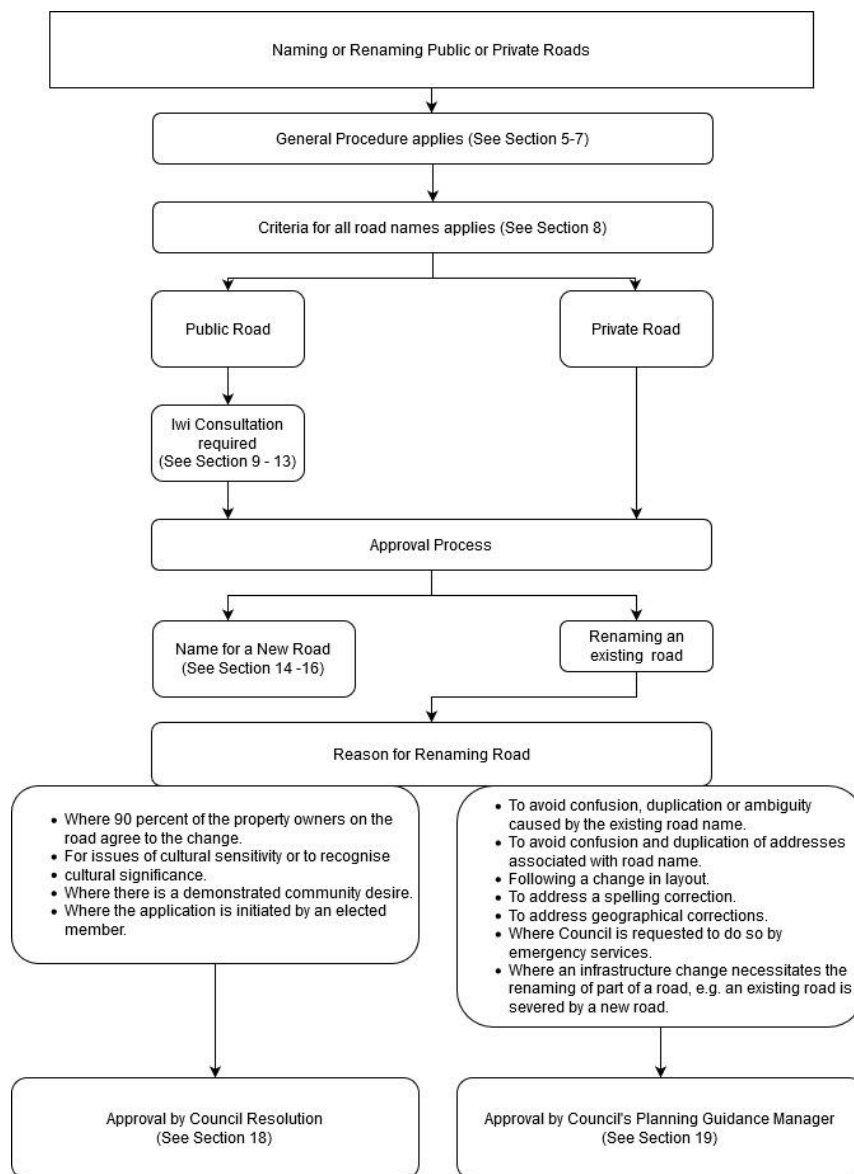 Naming or Renaming Public or Private Roads
General Procedure applies (See Section 5-7)
Criteria for all road names applies (See Section 8)
Public Road
Private Road
Iwi Consultation
required
(See Section 9 - 13)
Approval Process
Name for a New Road
(See Section 14 -16)
Renaming an
existing road
Reason for Renaming Road
• Where 90 percent of the property owners on the
road agree to the change.
• For issues of cultural sensitivity or to recognise
• cultural significance.
• Where there is a demonstrated community desire.
• Where the application is initiated by an elected
member.
• To avoid confusion, duplication or ambiguity
caused by the existing road name.
• To avoid confusion and duplication of addresses
associated with road name.
• Following a change in layout.
• To address a spelling correction.
• To address geographical corrections.
• Where Council is requested to do so by
emergency services.
• Where an infrastructure change necessitates the
renaming of part of a road, e.g. an existing road is
severed by a new road.
Approval by Council Resolution
(See Section 18)
Approval by Council's Planning Guidance Manager
(See Section 19)